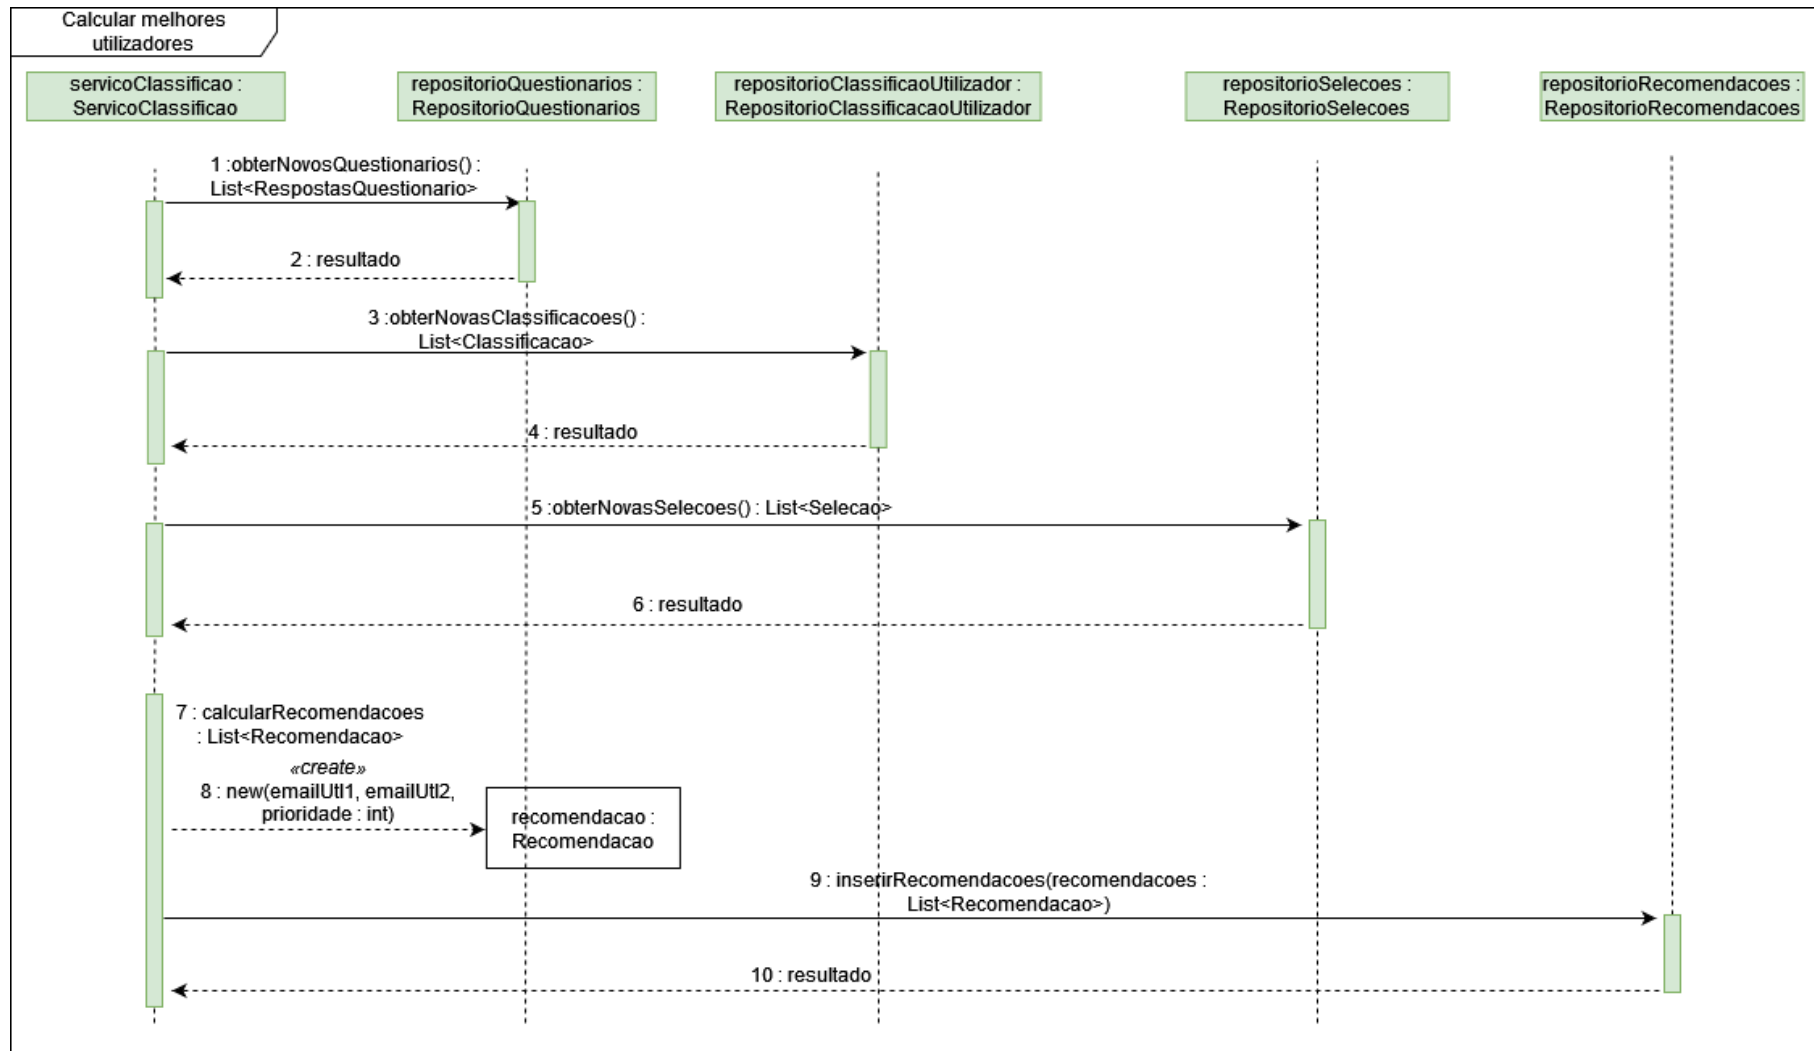 Calcular melhores
utilizadores
servicoClassificao :
ServicoClassificao
repositorioQuestionarios :
RepositorioQuestionarios
repositorioClassificaoUtilizador :
RepositorioClassificacaoUtilizador
repositorioSelecoes :
RepositorioSelecoes
repositorioRecomendacoes :
RepositorioRecomendacoes
1 :obterNovosQuestionarios() :
List<RespostasQuestionario>
2 : resultado
3 :obterNovasClassificacoes() :
List<Classificacao>
4 : resultado
5 :obterNovasSelecoes() : List<Selecao>
6 : resultado
7 : calcularRecomendacoes
: List<Recomendacao>
«create»
8 : new(emailUtl1, emailUtl2,
prioridade : int)
recomendacao :
Recomendacao
9 : inserirRecomendacoes(recomendacoes :
List<Recomendacao>)
10 : resultado